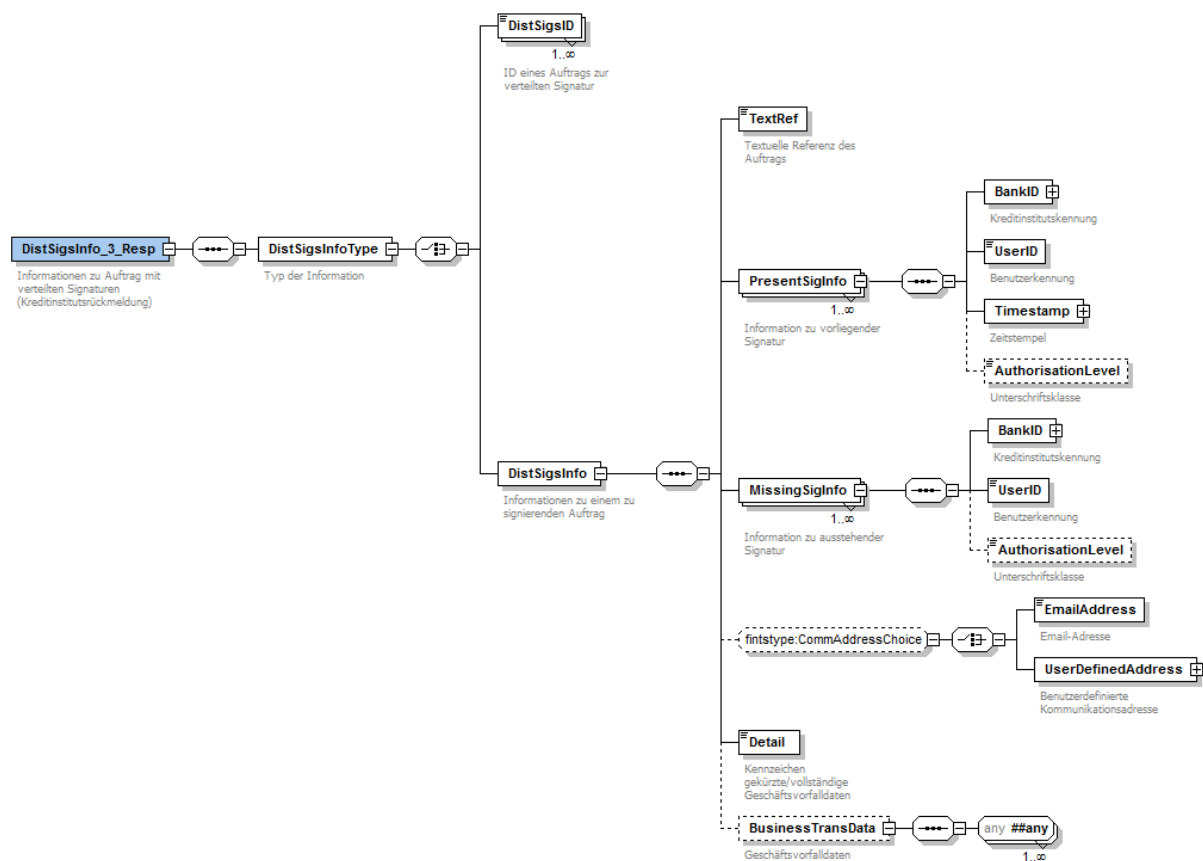 DistSigsID
1..∞
ID eines Auftrags zur
verteilten Signatur
TextRef
Textuelle Referenz des
Auftrags
BankID
Kreditinstitutskennung
DistSigsInfo_3_Resp
Informationen zu Auftrag mit
verteilten Signaturen
(Kreditinstitutsrückmeldung)
DistSigsInfoType
Typ der Information
UserID
Benutzerkennung
PresentSigInfo
1..∞
Information zu vorliegender
Signatur
Timestamp
Zeitstempel
AuthorisationLevel
Unterschriftsklasse
BankID
Kreditinstitutskennung
DistSigsInfo
Informationen zu einem zu
signierenden Auftrag
MissingSigInfo
1..∞
Information zu ausstehender
Signatur
UserID
Benutzerkennung
AuthorisationLevel
Unterschriftsklasse
fintstype:CommAddressChoice
EmailAddress
Email-Adresse
UserDefinedAddress
Benutzerdefinierte
Kommunikationsadresse
Detail
Kennzeichen
gekürzte/vollständige
Geschäftsvorfalldaten
BusinessTransData
Geschäftsvorfalldaten
any ##any
1..∞